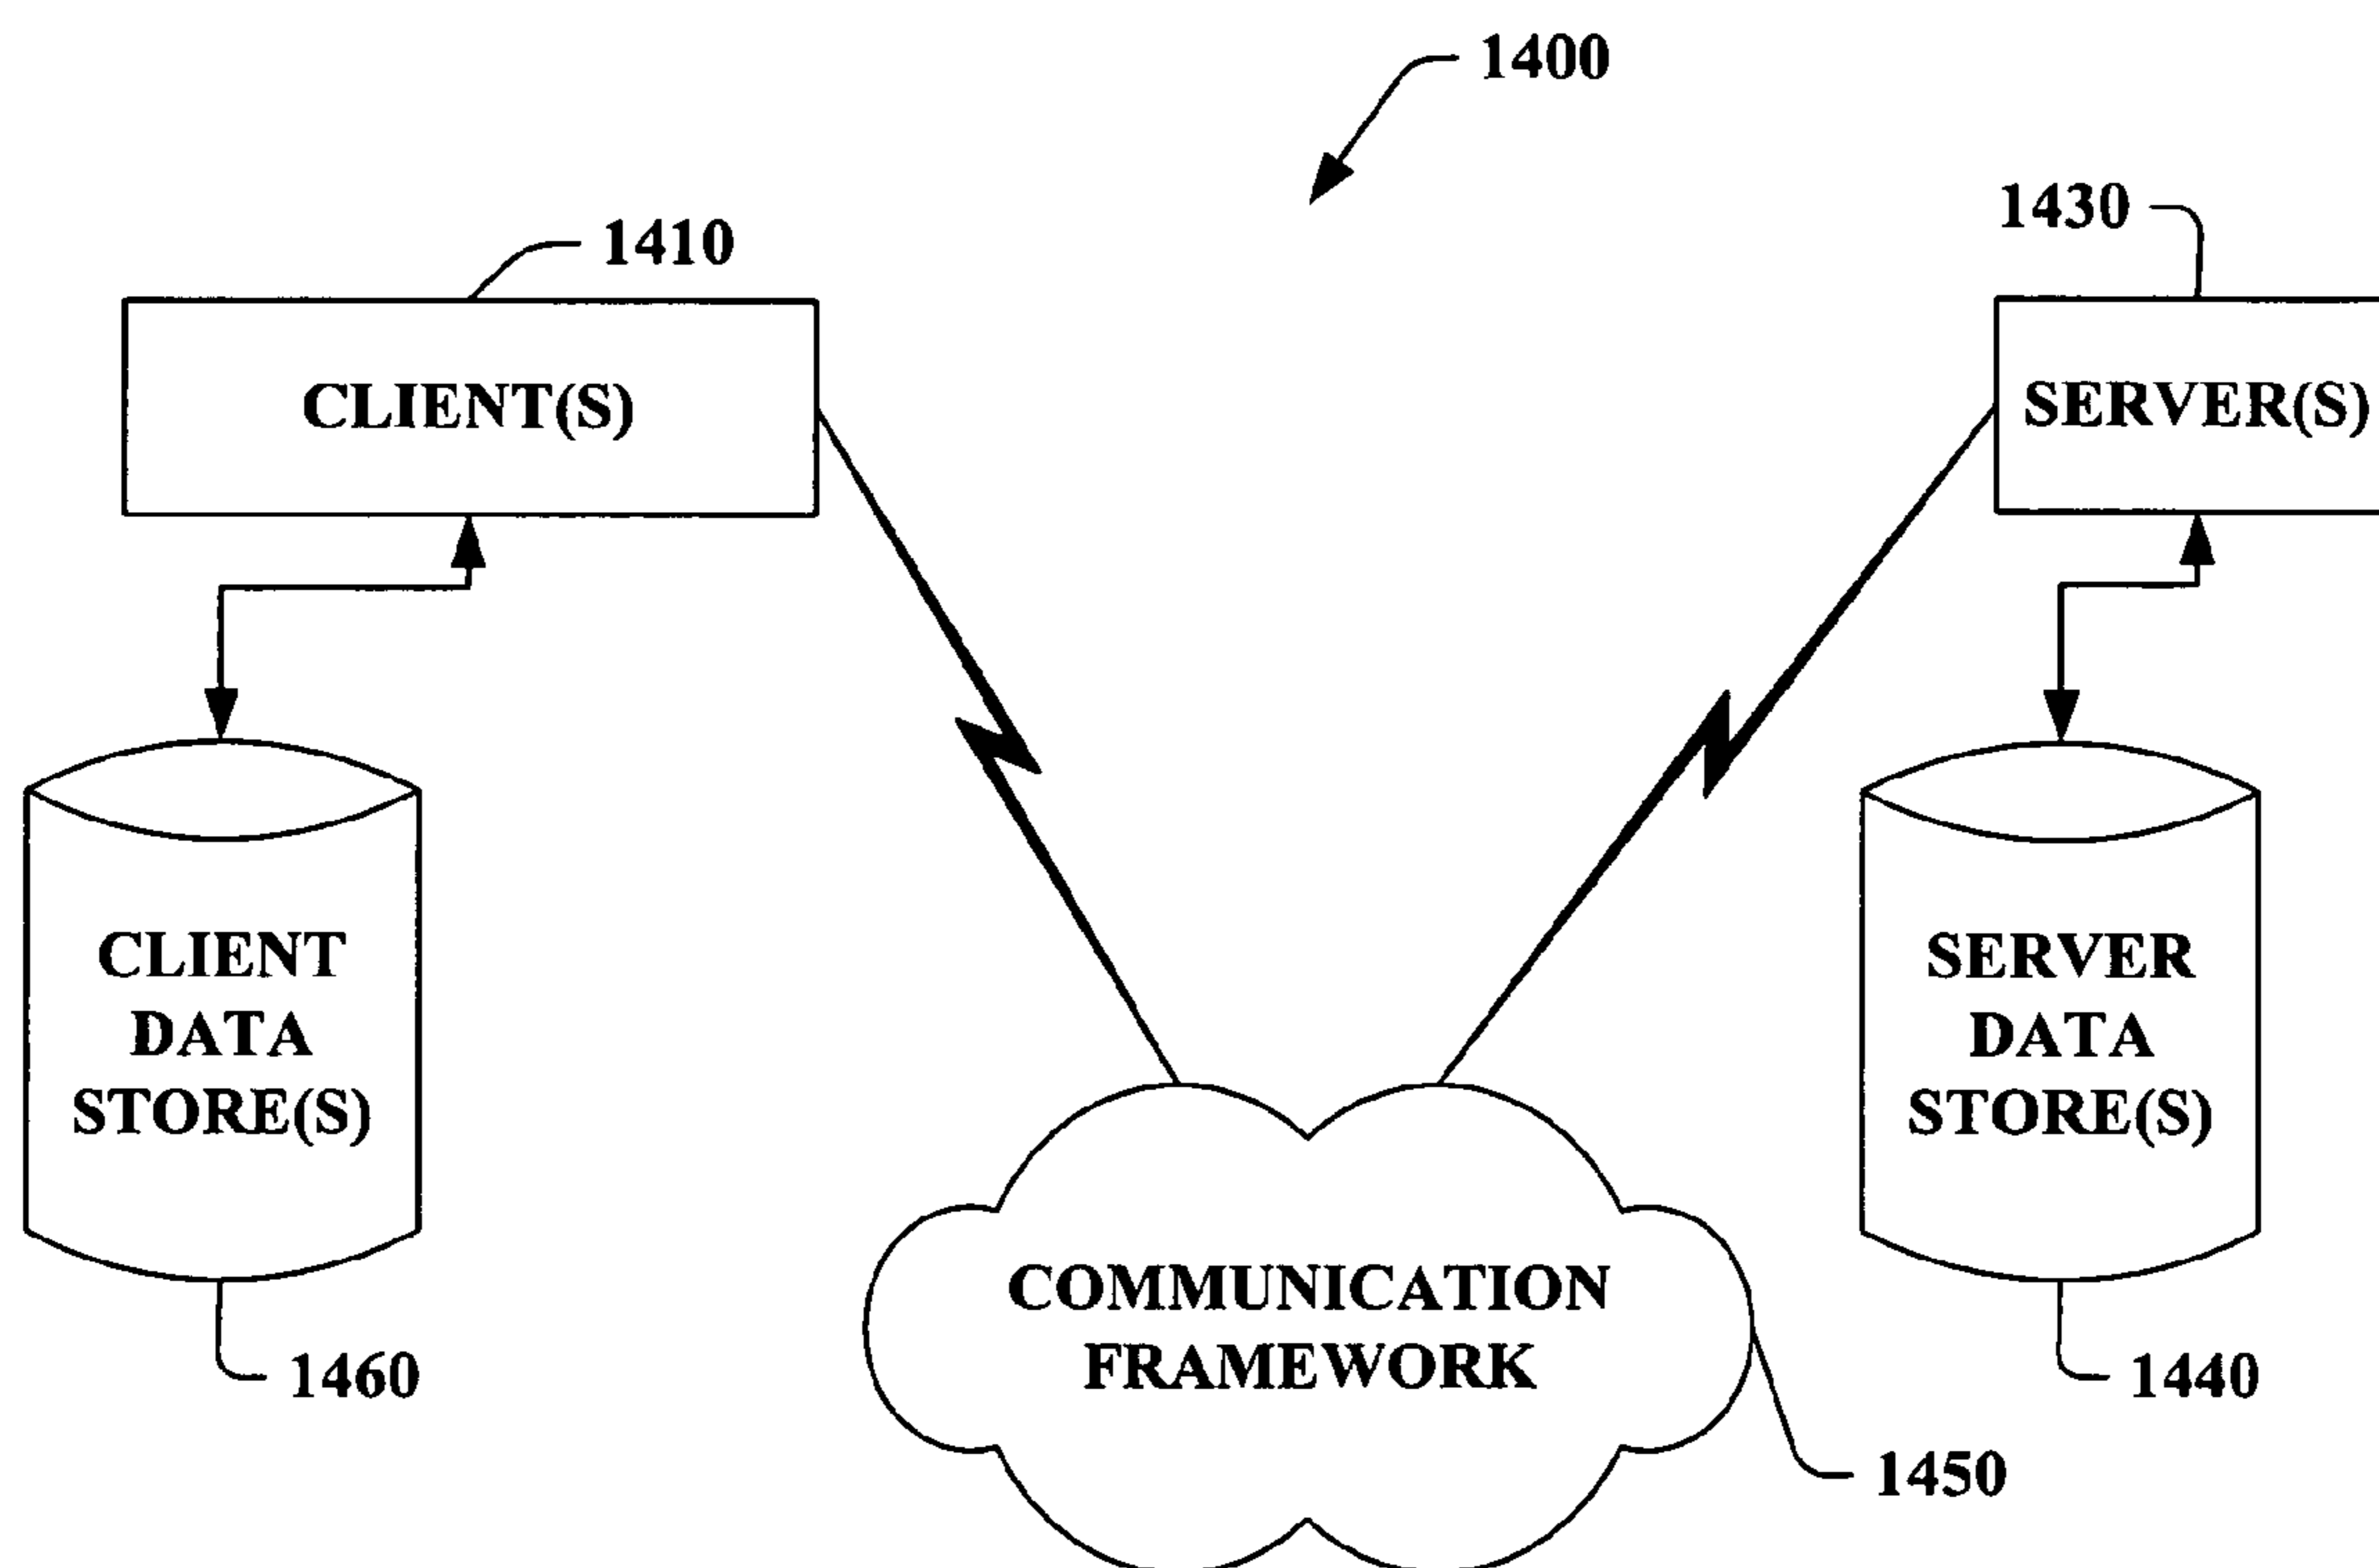 1400
1410
1430
CLIENT(S)
SERVER(S)
CLIENT
DATA
STORE(S)
SERVER
DATA
STORE(S)
COMMUNICATION
FRAMEWORK
1460
1440
1450